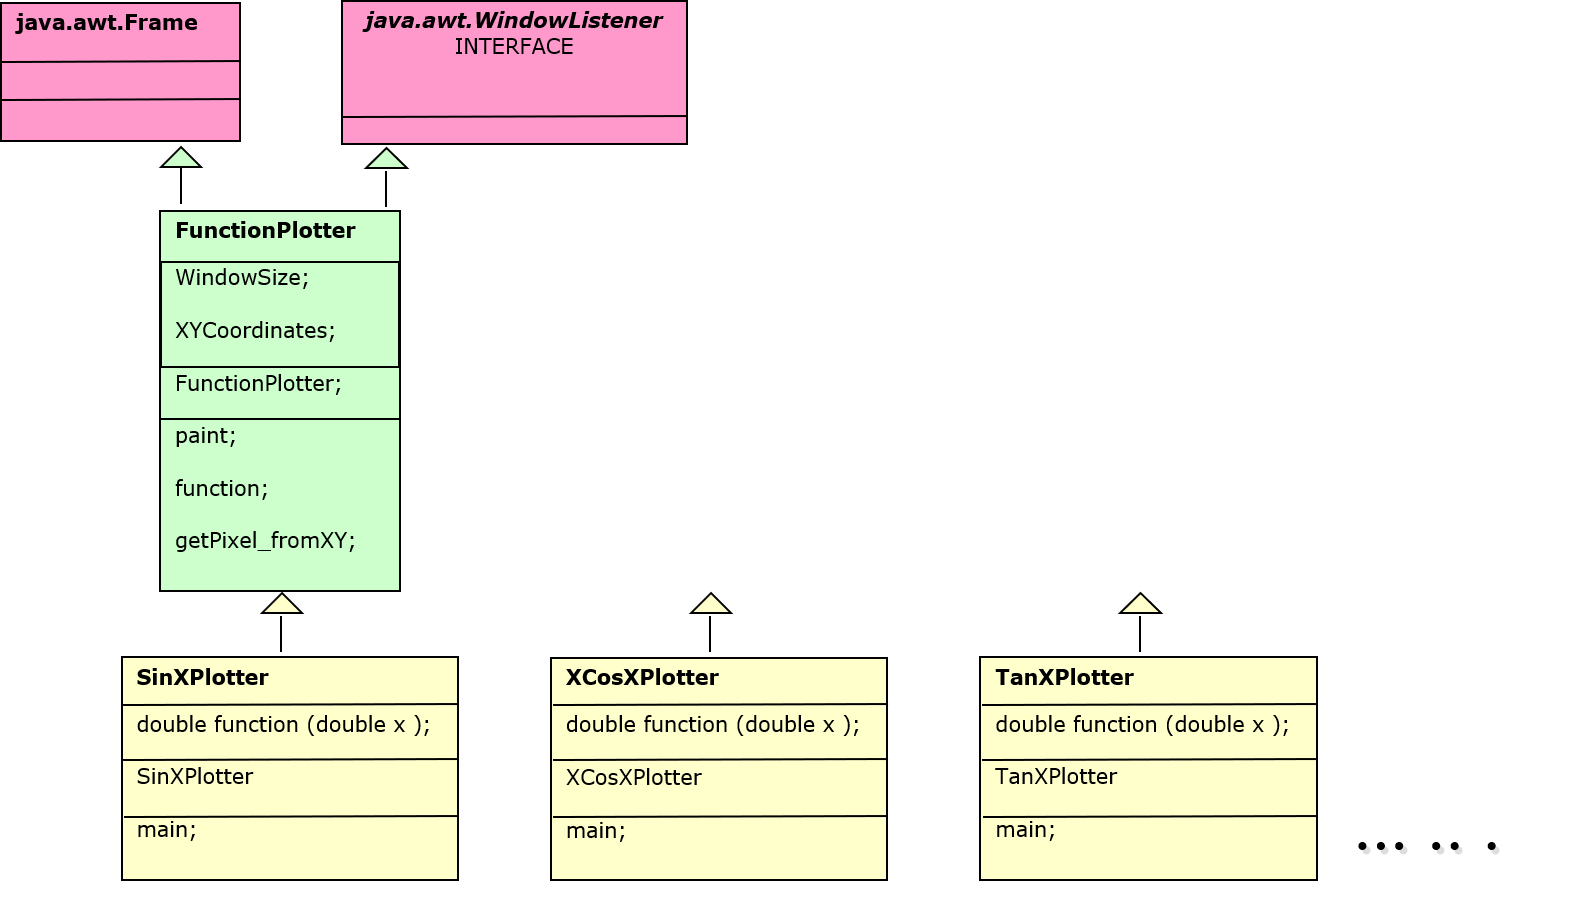 java.awt.Frame
java.awt.WindowListener
INTERFACE
FunctionPlotter
WindowSize;
XYCoordinates;
FunctionPlotter;
paint;
function;
getPixel_fromXY;
SinXPlotter
double function (double x );
SinXPlotter
main;
XCosXPlotter
double function (double x );
XCosXPlotter
main;
TanXPlotter
double function (double x );
TanXPlotter
main;
... .. .